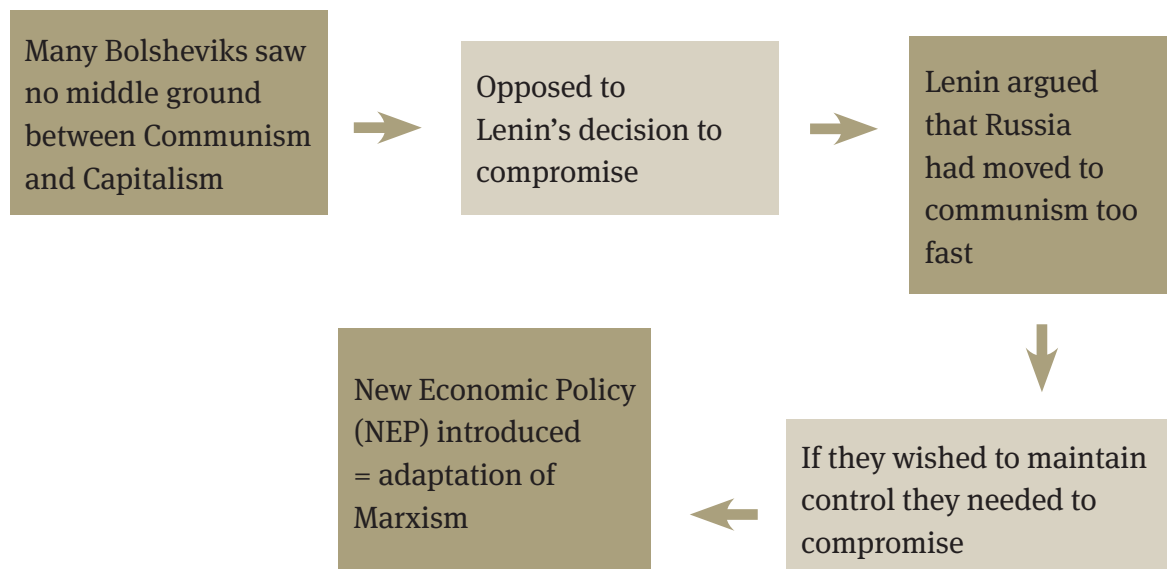 Many Bolsheviks saw
no middle ground
between Communism
and Capitalism
Opposed to
Lenin’s decision to
compromise
Lenin argued
that Russia
had moved to
communism too
fast
If they wished to maintain
control they needed to
compromise
New Economic Policy
(NEP) introduced
= adaptation of
Marxism